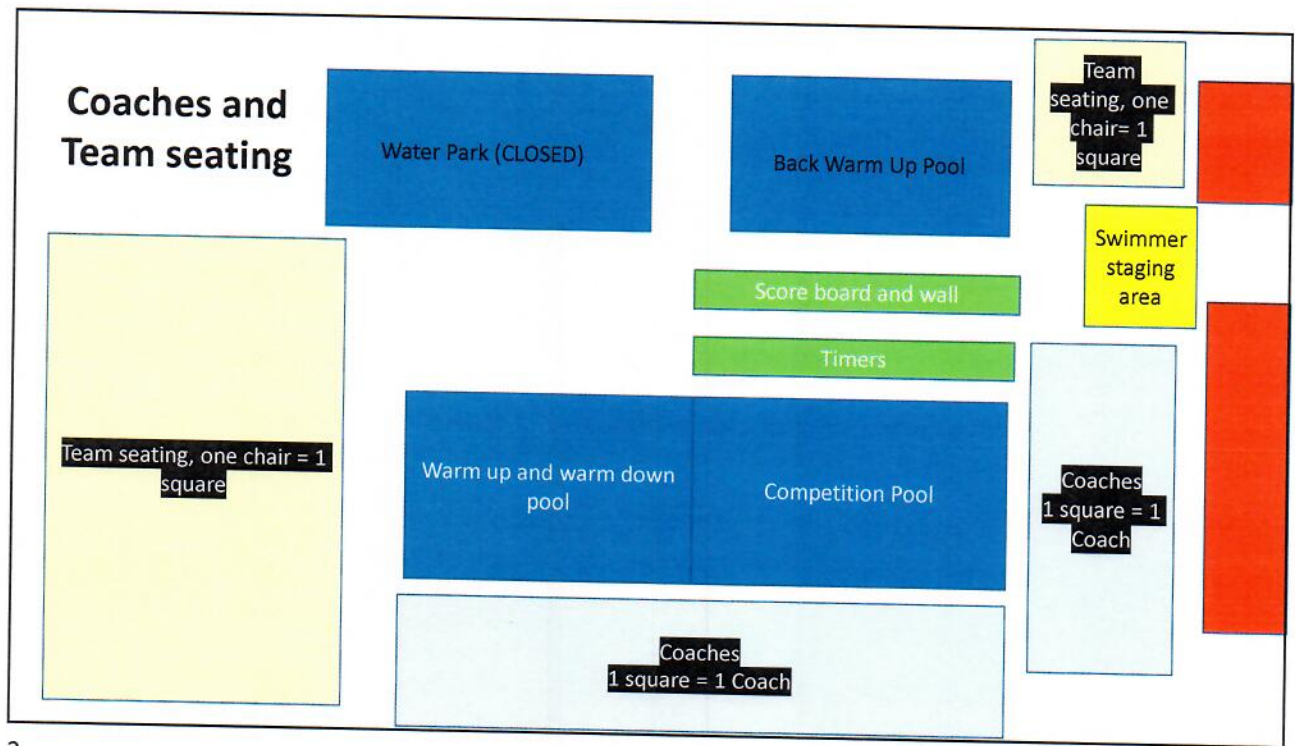 Coaches and
Team seating
Water Park (CLOSED)
Back Warm Up Pool
Team
seating, one
chair= 1
square
Swimmer
staging
area
Score board and wall
Timers
Team seating, one chair = 1
square
Warm up and warm down
pool
Competition Pool
Coaches
1 square = 1
Coach
Coaches
1 square = 1 Coach